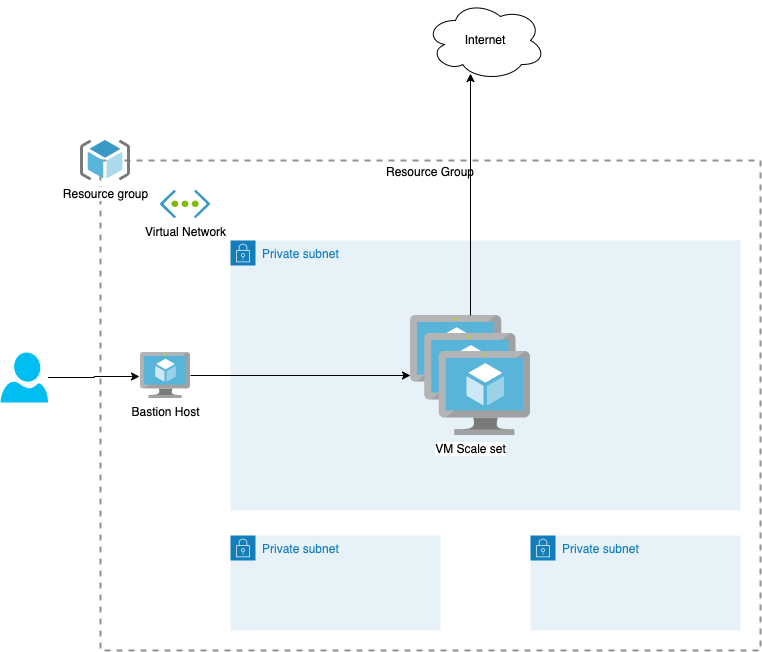 Internet
Resource Group
Resource group
Virtual Network
Private subnet
Bastion Host
VM Scale set
Private subnet
Private subnet